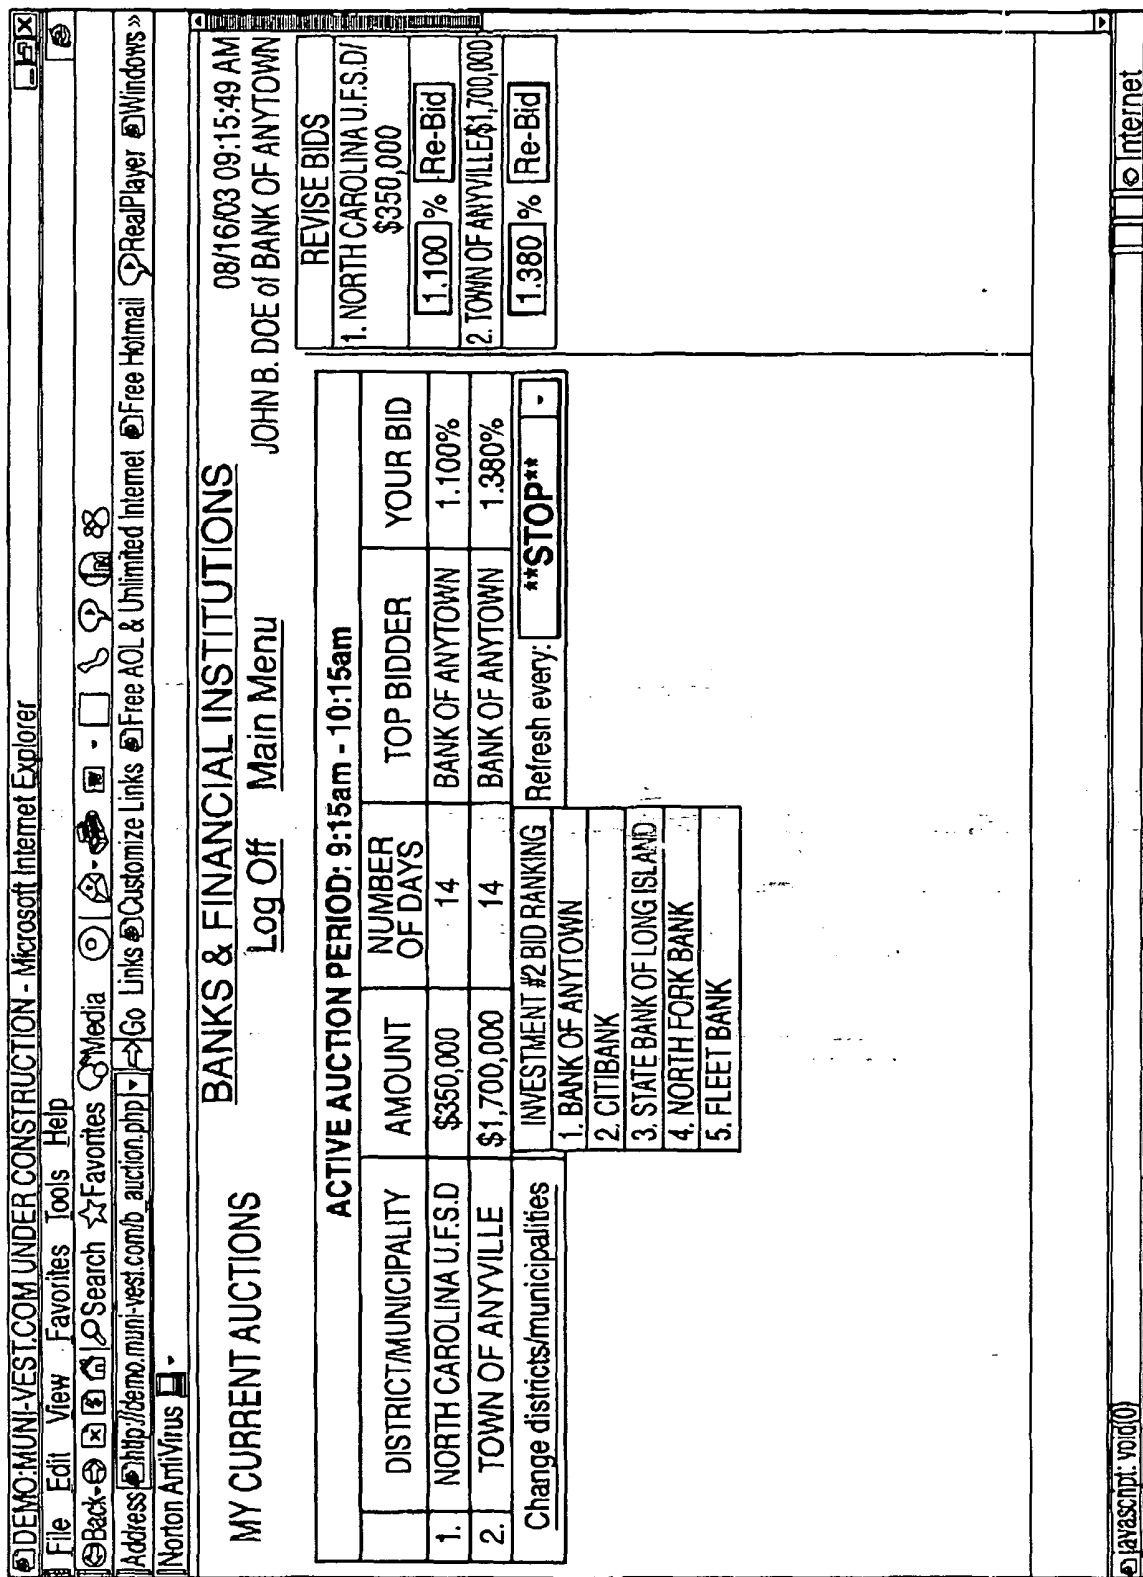 DEMO:MUNI-VEST.COM UNDER CONSTRUCTION - Microsoft Internet Explorer
File Edit View Favorites Tools Help
Back Search Favorites Media
Address http://demo.muni-vest.com/b_auction.php Go Links Customize Links Free AOL & Unlimited Internet Free Hotmail RealPlayer Windows »
Norton AntiVirus
BANKS & FINANCIAL INSTITUTIONS
08/16/03 09:15:49 AM
MY CURRENT AUCTIONS
Log Off Main Menu
JOHN B. DOE of BANK OF ANYTOWN
ACTIVE AUCTION PERIOD: 9:15am - 10:15am
DISTRICT/MUNICIPALITY AMOUNT NUMBER OF DAYS TOP BIDDER YOUR BID
1. NORTH CAROLINA U.F.S.D $350,000 14 BANK OF ANYTOWN 1.100%
2. TOWN OF ANYVILLE $1,700,000 14 BANK OF ANYTOWN 1.380%
Change districts/municipalities
INVESTMENT #2 BID RANKING
1. BANK OF ANYTOWN
2. CITIBANK
3. STATE BANK OF LONG ISLAND
4. NORTH FORK BANK
5. FLEET BANK
Refresh every: **STOP**
REVISE BIDS
1. NORTH CAROLINA U.F.S.D/
$350,000
1.100 % Re-Bid
2. TOWN OF ANYVILLE/$1,700,000
1.380 % Re-Bid
javascript: void(0)
Internet